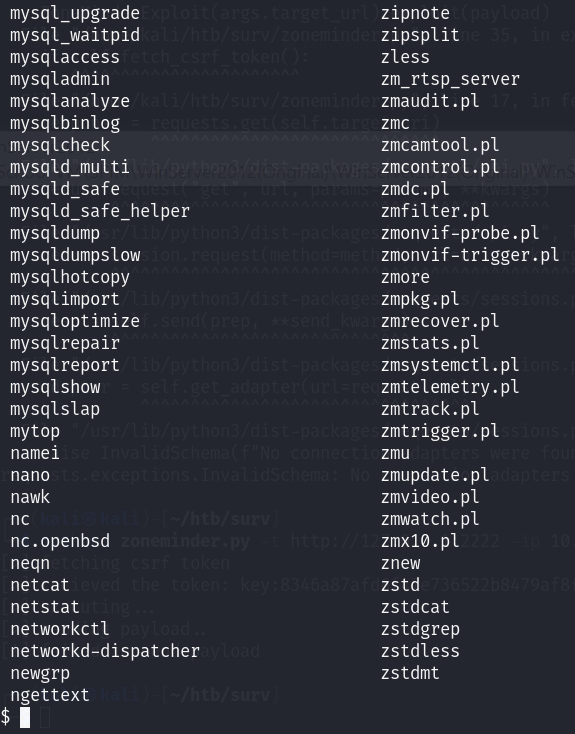 mysql_upgrade zipnote
mysql_waitpid zipsplit
mysqlaccess zless
mysqladmin zm_rtsp_server
mysqlanalyze zmaudit.pl
mysqlbinlog zmc
mysqlcheck zmcamtool.pl
mysqld_multi zmcontrol.pl
mysqld_safe zmdc.pl
mysqld_safe_helper zmfilter.pl
mysqldump zmonvif-probe.pl
mysqldumpslow zmonvif-trigger.pl
mysqlhotcopy zmore
mysqlimport zmpkg.pl
mysqloptimize zmrecover.pl
mysqlrepair zmstats.pl
mysqlreport zmsystemctl.pl
mysqlshow zmtelemetry.pl
mysqlslap zmtrack.pl
mytop zmtrigger.pl
namei zmu
nano zmupdate.pl
nawk zmvideo.pl
nc zmwatch.pl
nc.openbsd zmx10.pl
neqn znew
netcat zstd
netstat zstdcat
networkctl zstdgrep
networkd-dispatcher zstdless
newgrp zstdmt
ngettext
$